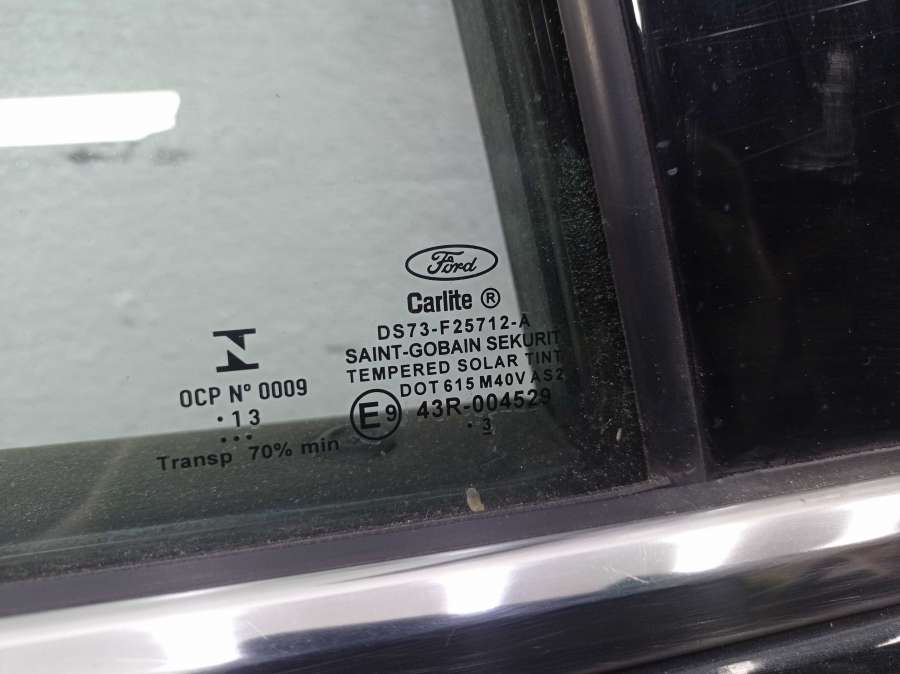 Ford
Carlite ®
DS73-F25712-A
SAINT-GOBAIN SEKURIT
TEMPERED SOLAR TINT
DOT 615 M40V AS2
E9 43R-004529
. 3
OCP Nº 0009
. 13
...
Transp 70% min